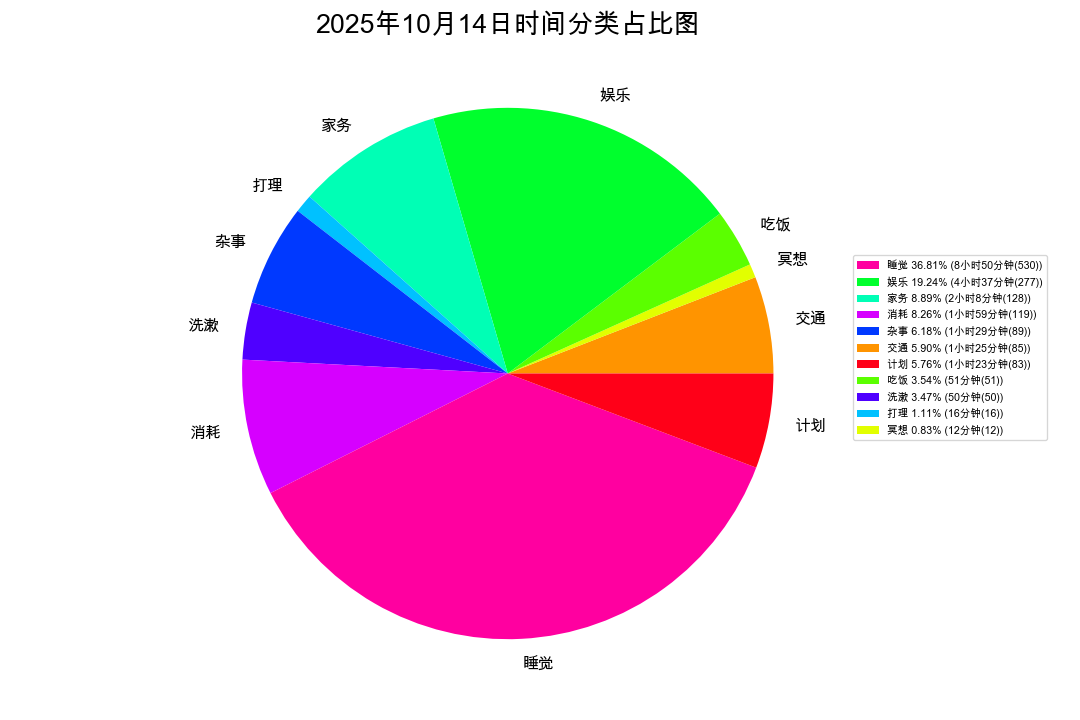 2025年10月14日时间分类占比图
娱乐
家务
打理
吃饭
杂事
冥想
交通
洗漱
消耗
计划
睡觉
睡觉 36.81% (8小时50分钟(530))
娱乐 19.24% (4小时37分钟(277))
家务 8.89% (2小时8分钟(128))
消耗 8.26% (1小时59分钟(119))
杂事 6.18% (1小时29分钟(89))
交通 5.90% (1小时25分钟(85))
计划 5.76% (1小时23分钟(83))
吃饭 3.54% (51分钟(51))
洗漱 3.47% (50分钟(50))
打理 1.11% (16分钟(16))
冥想 0.83% (12分钟(12))